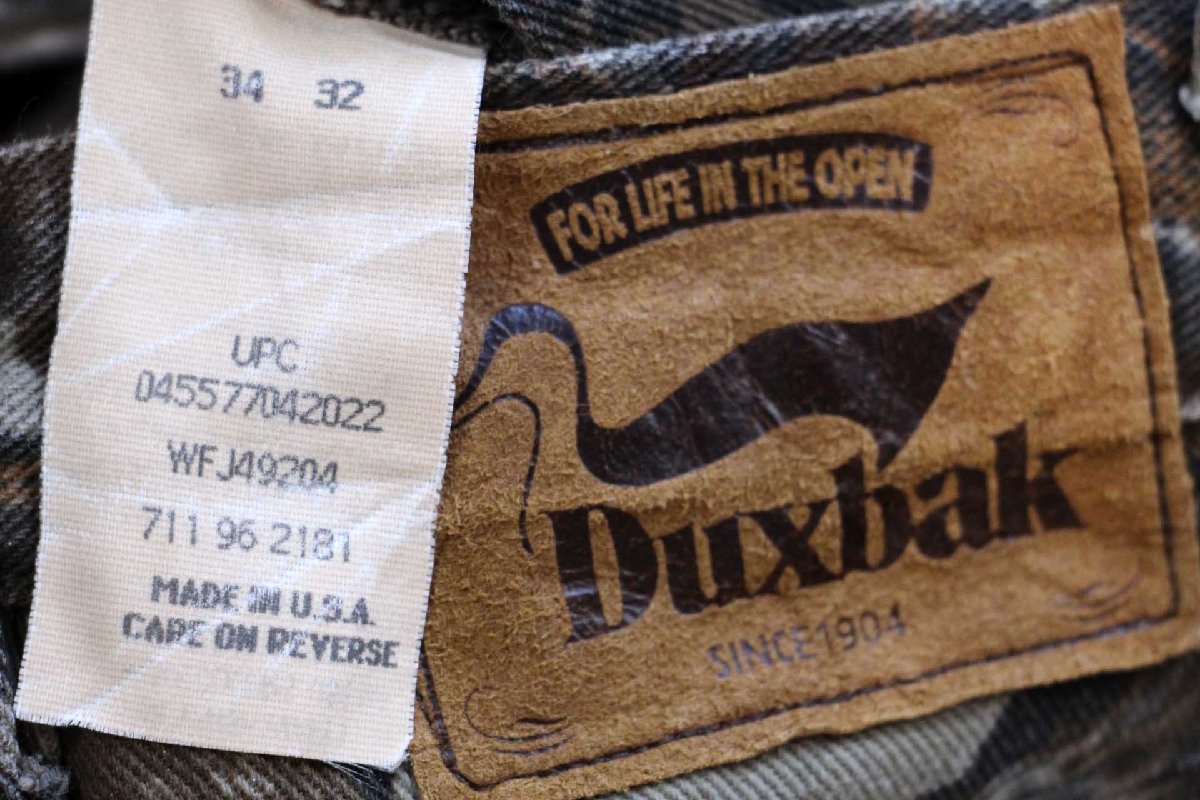 34 32
UPC
045577042022
WFJ49204
711 96 2181
MADE IN U.S.A.
CARE ON REVERSE
FOR LIFE IN THE OPEN
Duxbak
SINCE 1904